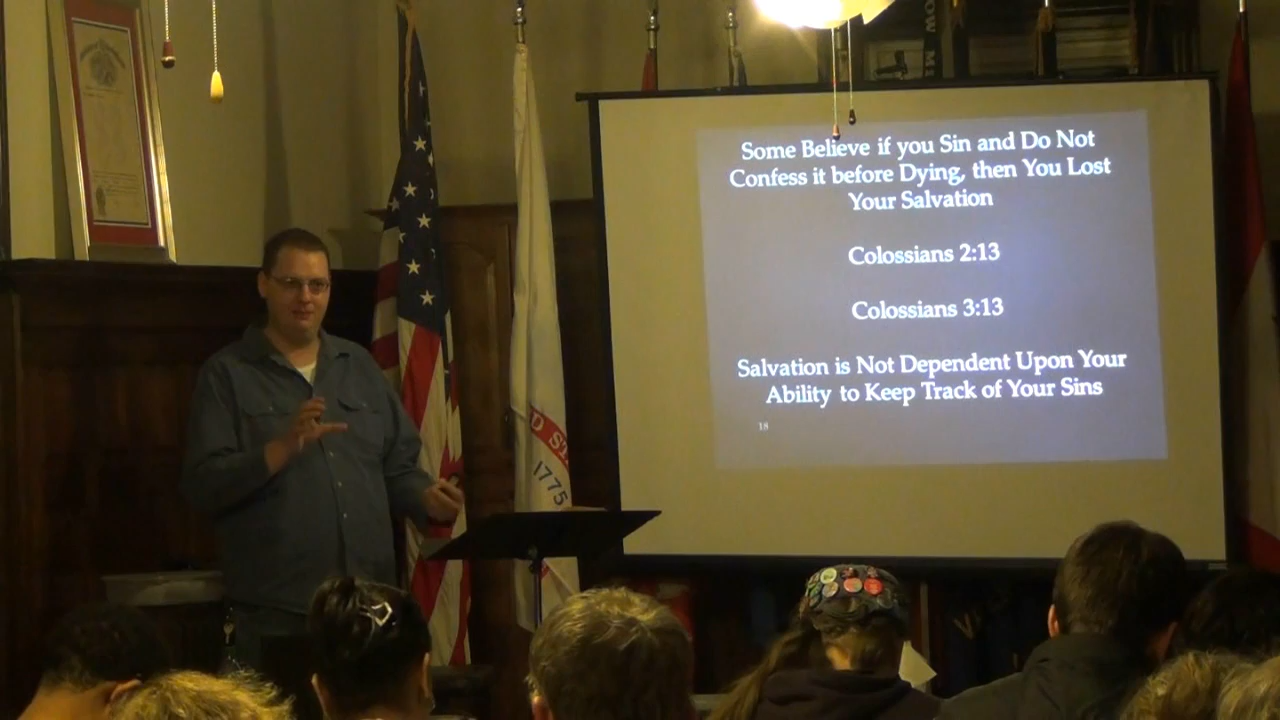 Some Believe if you Sin and Do Not
Confess it before Dying, then You Lost
Your Salvation
Colossians 2:13
Colossians 3:13
Salvation is Not Dependent Upon Your
Ability to Keep Track of Your Sins
18
1775